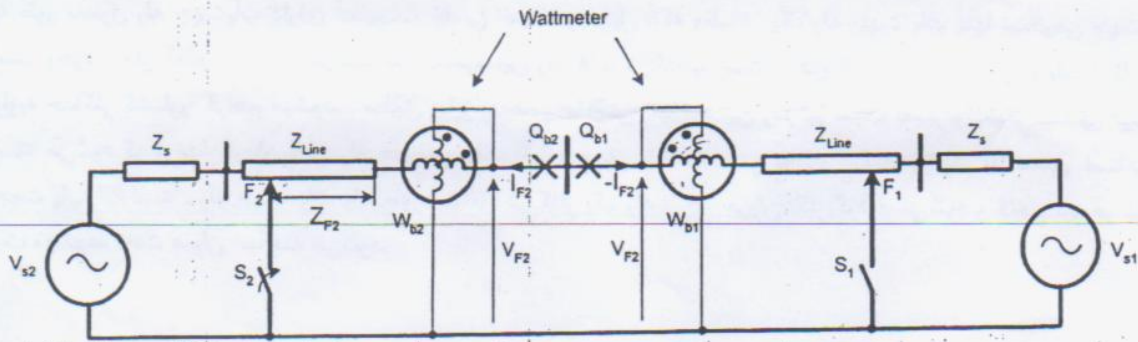 Wattmeter
Z_s Z_Line Q_b2 Q_b1 Z_Line Z_s
F_2 I_F2 -I_F2 F_1
Z_F2 W_b2 W_b1
V_s2 S_2 V_F2 V_F2 S_1 V_s1